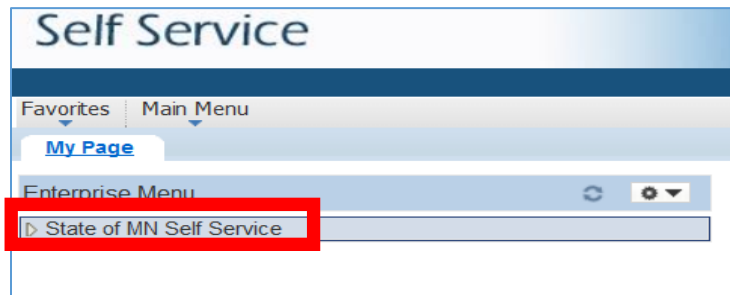 Self Service
Favorites Main Menu
My Page
Enterprise Menu
State of MN Self Service